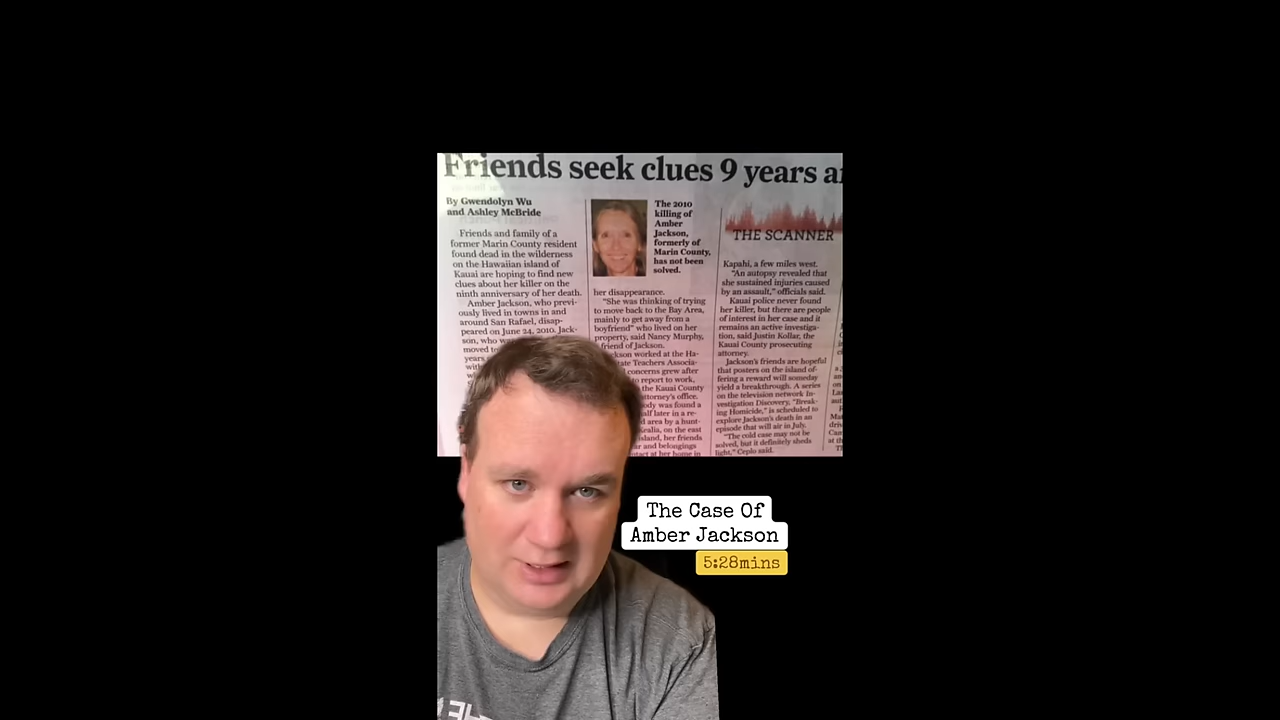 Friends seek clues 9 years a
By Gwendolyn Wu
and Ashley McBride
Friends and family of a
former Marin County resident
found dead in the wilderness
on the Hawaiian island of
Kauai are hoping to find new
clues about her killer on the
ninth anniversary of her death.
Amber Jackson, who previ-
ously lived in towns in and
around San Rafael, disap-
peared on June 24, 2010. Jack-
son, who
moved
years
The 2010
killing of
Amber
Jackson,
formerly of
Marin County,
has not been
solved.
her disappearance.
"She was thinking of trying
to move back to the Bay Area,
mainly to get away from a
boyfriend" who lived on her
property, said Nancy Murphy,
friend of Jackson.
worked at the Ha-
Teachers Associa-
concerns grew after
to report to work,
the Kauai County
attorney's office.
was found a
later in a re-
area by a hunt-
on the east
island, her friends
and belongings
at her home in
THE SCANNER
Kapahi, a few miles west.
"An autopsy revealed that
she sustained injuries caused
by an assault," officials said.
Kauai police never found
her killer, but there are people
of interest in her case and it
remains an active investiga-
tion, said Justin Kollar, the
Kauai County prosecuting
attorney.
Jackson's friends are hopeful
that posters on the island of-
fering a reward will someday
yield a breakthrough. A series
on the television network In-
vestigation Discovery, "Break-
ing Homicide," is scheduled to
explore Jackson's death in an
episode that will air in July.
"The cold case may not be
solved, but it definitely sheds
light," Ceplo said.
The Case Of
Amber Jackson
5:28mins